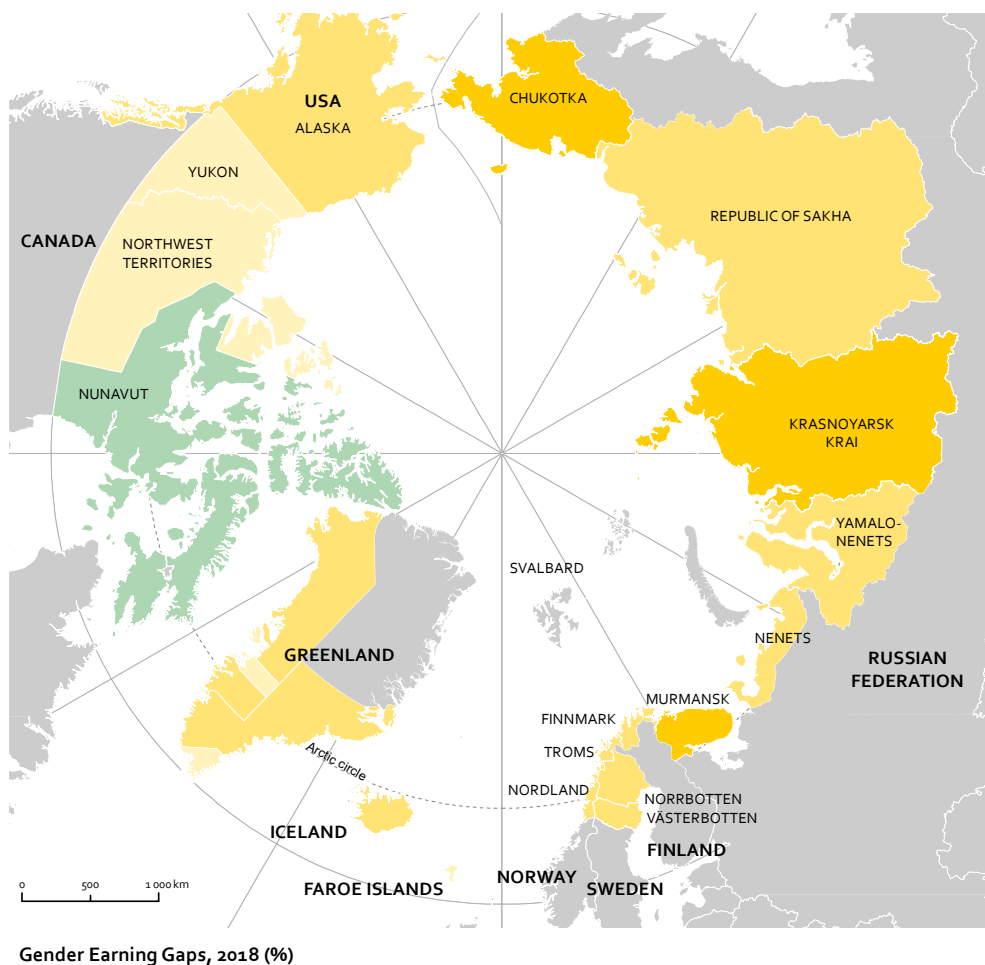 USA
ALASKA
CHUKOTKA
YUKON
REPUBLIC OF SAKHA
CANADA
NORTHWEST
TERRITORIES
NUNAVUT
KRASNOYARSK
KRAI
YAMALO-
NENETS
SVALBARD
NENETS
GREENLAND
RUSSIAN
FEDERATION
MURMANSK
FINNMARK
TROMS
Arctic circle
NORDLAND
NORRBOTTEN
VÄSTERBOTTEN
ICELAND
FINLAND
NORWAY
SWEDEN
FAROE ISLANDS
0 500 1 000 km
Gender Earning Gaps, 2018 (%)